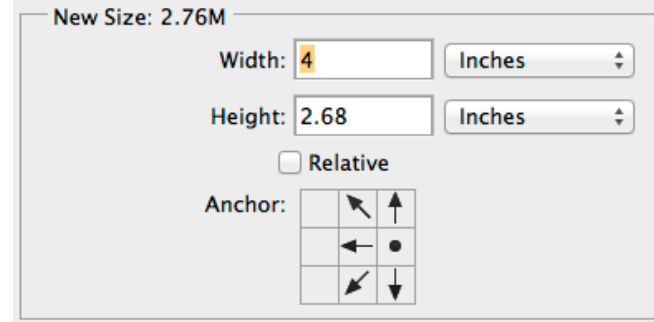 New Size: 2.76M
Width: 4 Inches
Height: 2.68 Inches
Relative
Anchor: